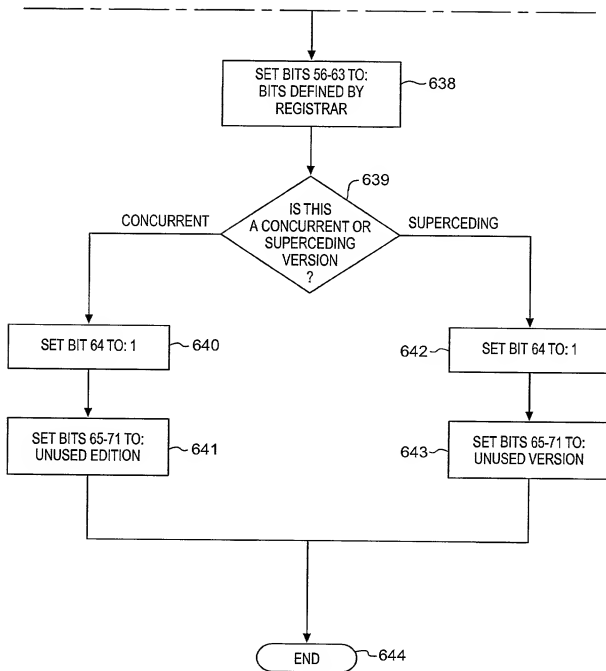 SET BITS 56-63 TO:
BITS DEFINED BY
REGISTRAR
638
639
IS THIS
A CONCURRENT OR
SUPERCEDING
VERSION
?
CONCURRENT
SUPERCEDING
SET BIT 64 TO: 1
640
642
SET BIT 64 TO: 1
SET BITS 65-71 TO:
UNUSED EDITION
641
643
SET BITS 65-71 TO:
UNUSED VERSION
END
644